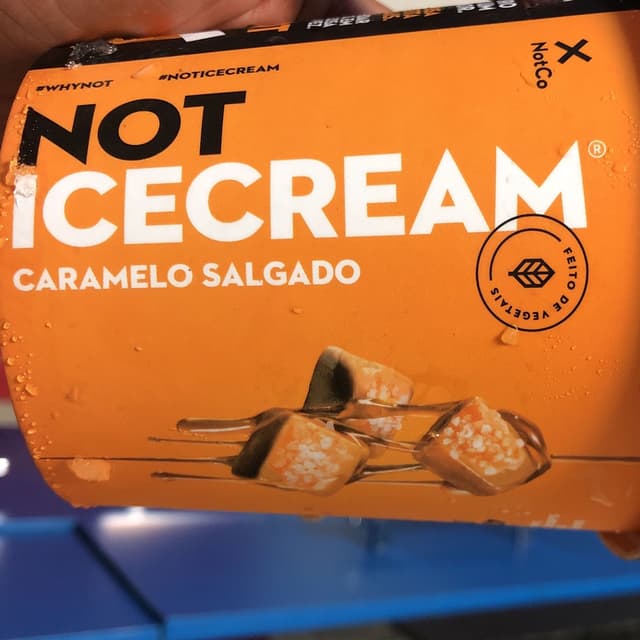 #WHYNOT #NOTICECREAM
NotCo
NOT
ICECREAM®
CARAMELO SALGADO
FEITO DE VEGETAIS